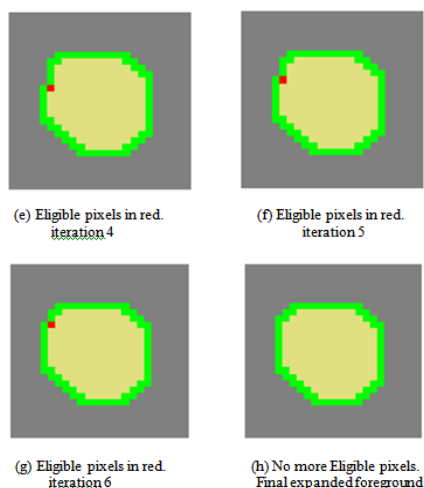 (e) Eligible pixels in red.
iteration 4
(f) Eligible pixels in red.
iteration 5
(g) Eligible pixels in red.
iteration 6
(h) No more Eligible pixels.
Final expanded foreground